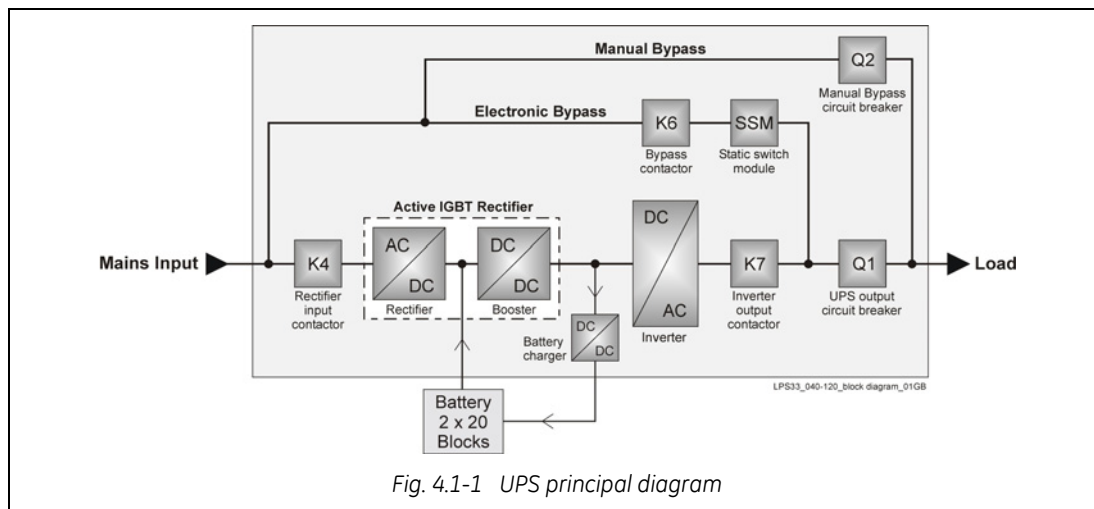 Manual Bypass
Q2
Manual Bypass
circuit breaker
Electronic Bypass
K6
SSM
Bypass
contactor
Static switch
module
Active IGBT Rectifier
Mains Input
K4
AC
DC
DC
DC
DC
AC
K7
Q1
Load
Rectifier
input
contactor
Rectifier
Booster
Battery
charger
DC
DC
Inverter
Inverter
output
contactor
UPS output
circuit breaker
LPS33_040-120_block diagram_01GB
Battery
2 x 20
Blocks
Fig. 4.1-1 UPS principal diagram